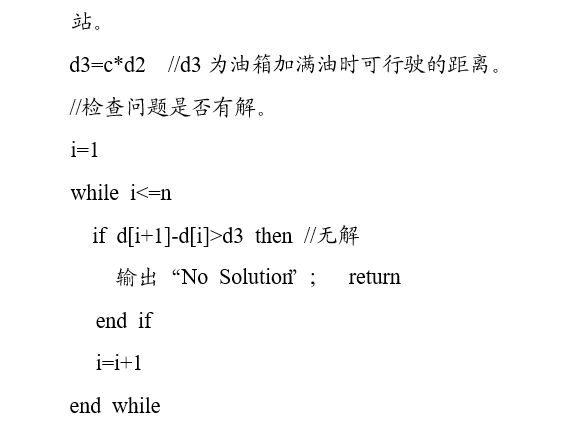 站。
d3=c*d2 //d3 为油箱加满油时可行驶的距离。
//检查问题是否有解。
i=1
while i<=n
if d[i+1]-d[i]>d3 then //无解
输出 “No Solution”; return
end if
i=i+1
end while